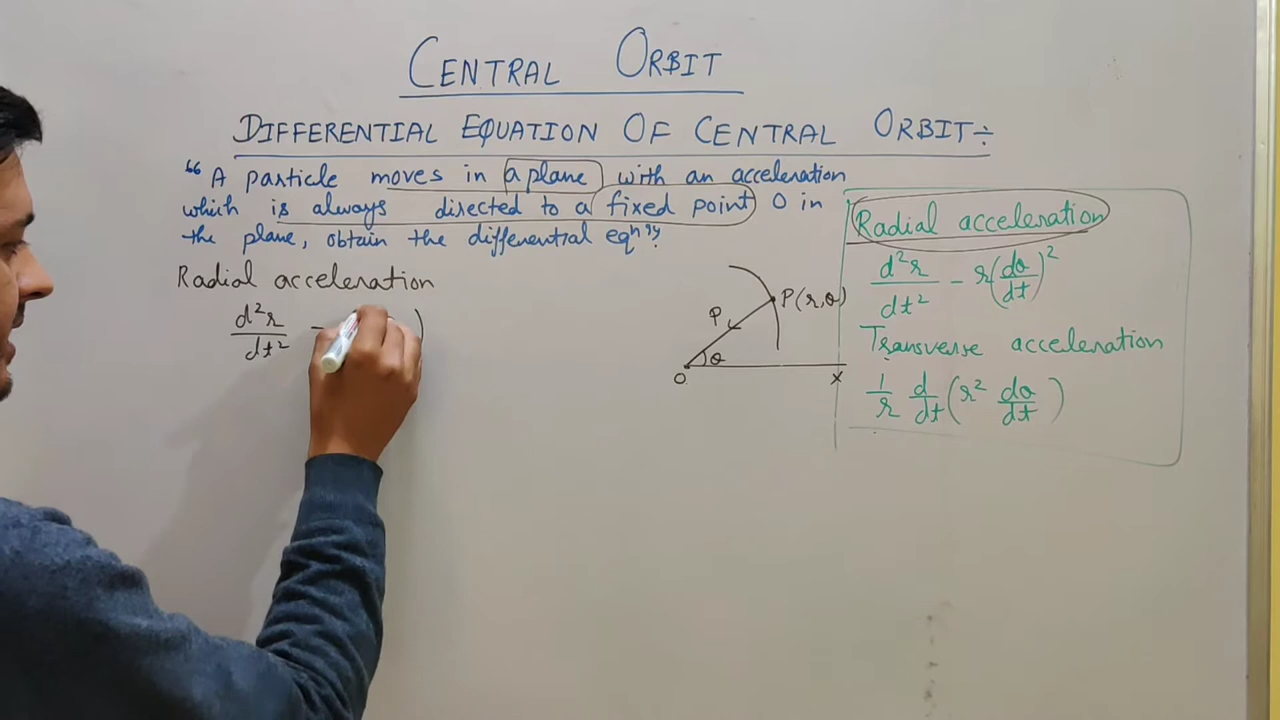 CENTRAL ORBIT
DIFFERENTIAL EQUATION OF CENTRAL ORBIT÷
"A particle moves in a plane with an acceleration
which is always directed to a fixed point O in
the plane, obtain the differential eqⁿ"?
Radial acceleration
d²r/dt² -
P
P(r,θ)
θ
O
X
Radial acceleration
d²r/dt² - r(dθ/dt)²
Transverse acceleration
1/r d/dt(r² dθ/dt)